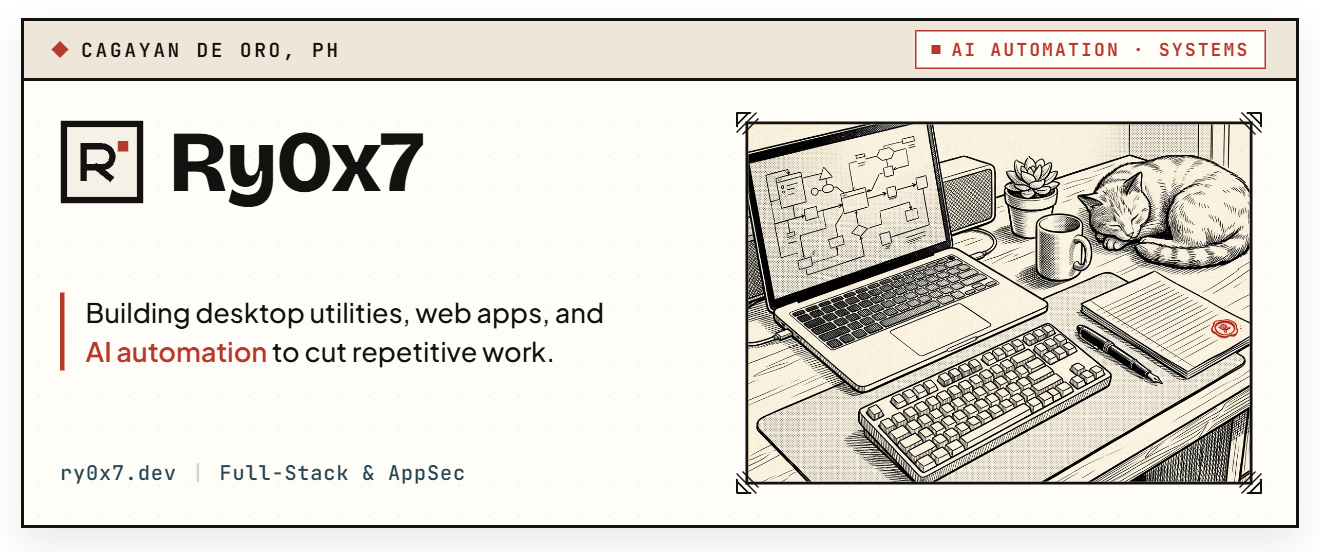 CAGAYAN DE ORO, PH
AI AUTOMATION · SYSTEMS
R
Ry0x7
Building desktop utilities, web apps, and
AI automation to cut repetitive work.
ry0x7.dev | Full-Stack & AppSec